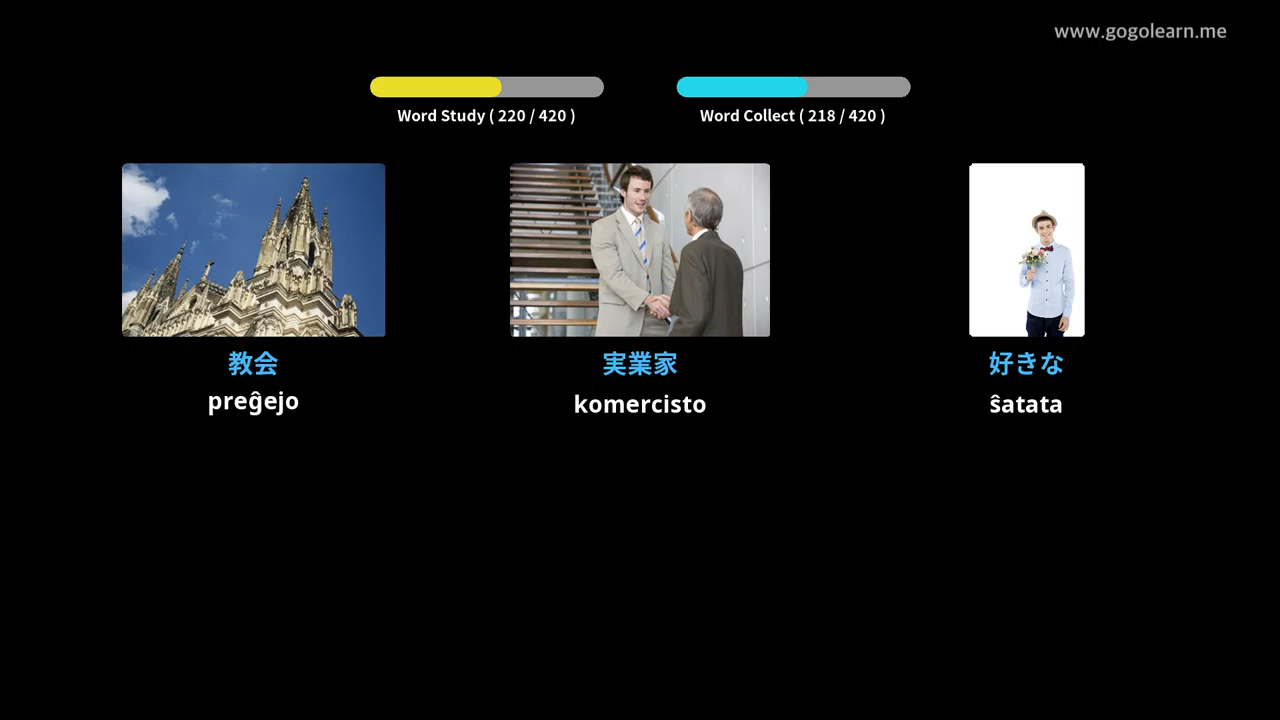 www.gogolearn.me
Word Study ( 220 / 420 )
Word Collect ( 218 / 420 )
教会
実業家
好きな
preĝejo
komercisto
ŝatata